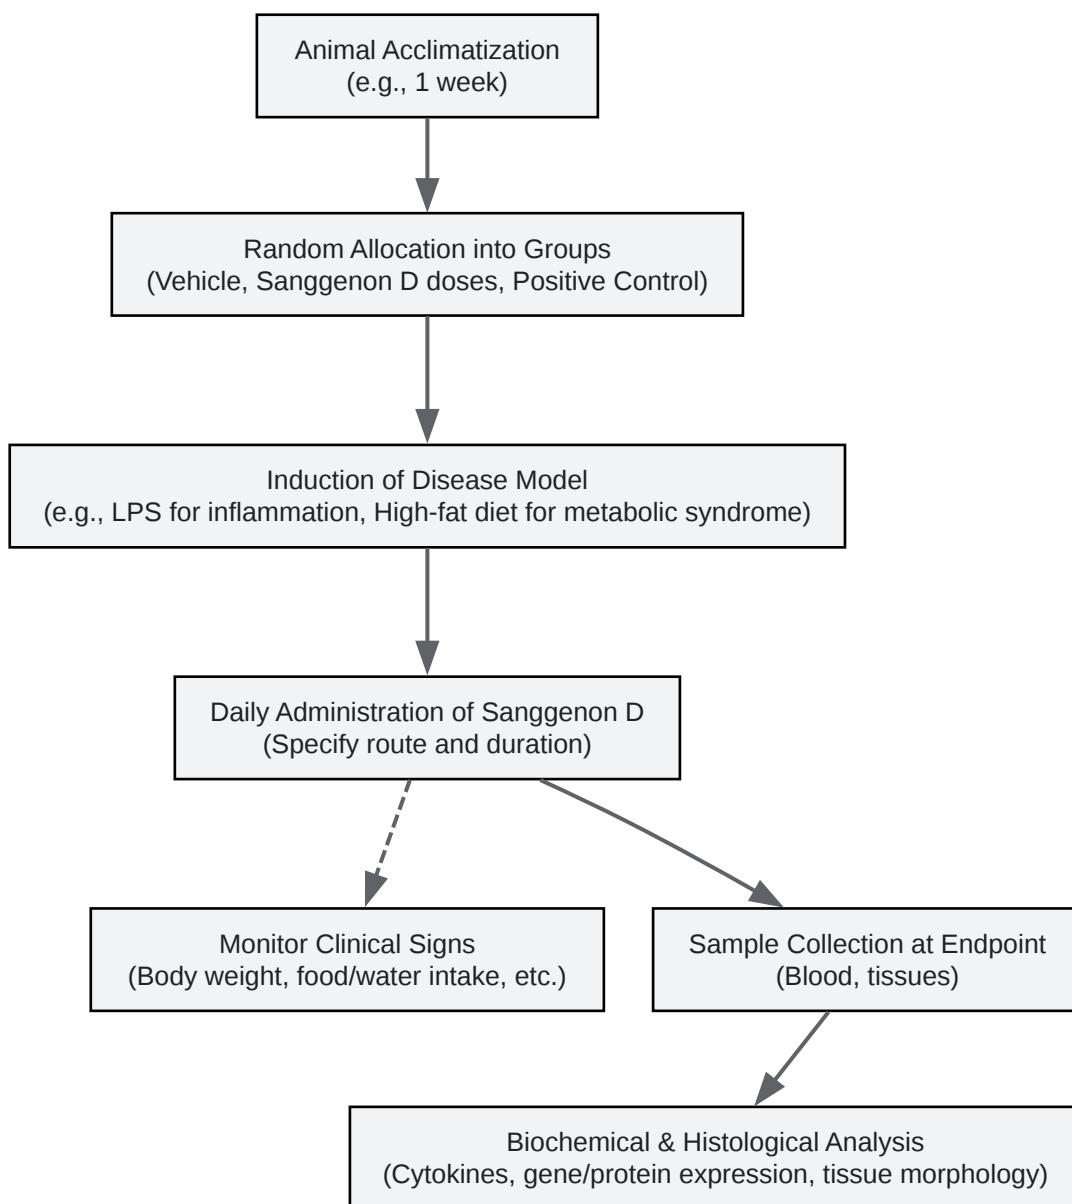 Animal Acclimatization
(e.g., 1 week)
Random Allocation into Groups
(Vehicle, Sanggenon D doses, Positive Control)
Induction of Disease Model
(e.g., LPS for inflammation, High-fat diet for metabolic syndrome)
Daily Administration of Sanggenon D
(Specify route and duration)
Monitor Clinical Signs
(Body weight, food/water intake, etc.)
Sample Collection at Endpoint
(Blood, tissues)
Biochemical & Histological Analysis
(Cytokines, gene/protein expression, tissue morphology)